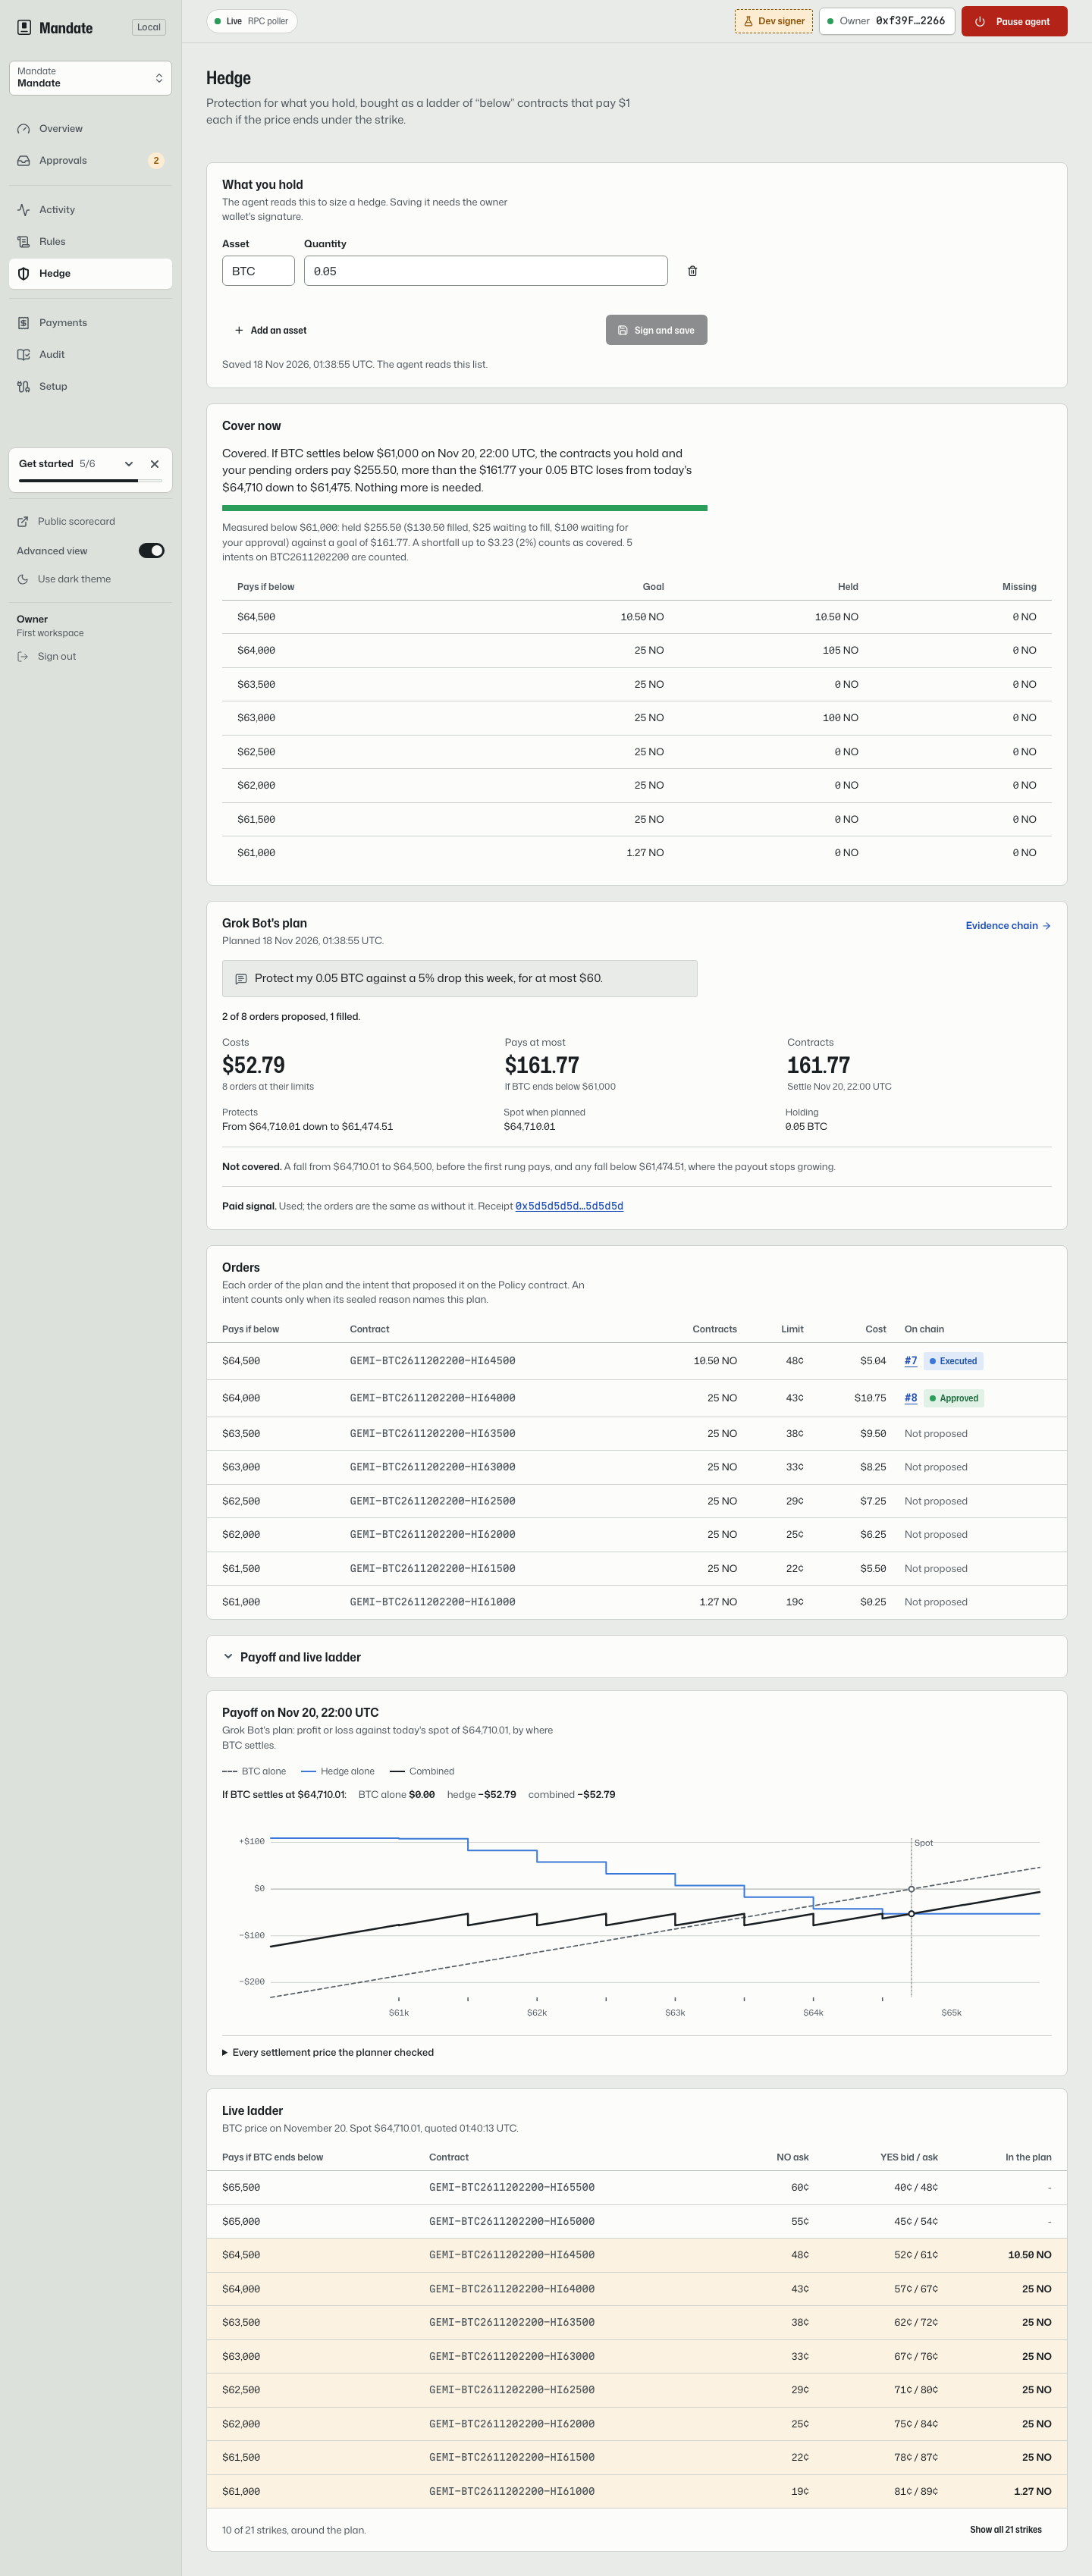 Mandate
Local
Mandate
Mandate
Overview
Approvals 2
Activity
Rules
Hedge
Payments
Audit
Setup
Get started 5/6
Public scorecard
Advanced view
Use dark theme
Owner
First workspace
Sign out
Live RPC poller
Dev signer
Owner 0xf39F…2266
Pause agent
Hedge
Protection for what you hold, bought as a ladder of “below” contracts that pay $1
each if the price ends under the strike.
What you hold
The agent reads this to size a hedge. Saving it needs the owner
wallet's signature.
Asset Quantity
BTC 0.05
Add an asset
Sign and save
Saved 18 Nov 2026, 01:38:55 UTC. The agent reads this list.
Cover now
Covered. If BTC settles below $61,000 on Nov 20, 22:00 UTC, the contracts you hold and
your pending orders pay $255.50, more than the $161.77 your 0.05 BTC loses from today's
$64,710 down to $61,475. Nothing more is needed.
Measured below $61,000: held $255.50 ($130.50 filled, $25 waiting to fill, $100 waiting for
your approval) against a goal of $161.77. A shortfall up to $3.23 (2%) counts as covered. 5
intents on BTC2611202200 are counted.
Pays if below Goal Held Missing
$64,500 10.50 NO 10.50 NO 0 NO
$64,000 25 NO 105 NO 0 NO
$63,500 25 NO 0 NO 0 NO
$63,000 25 NO 100 NO 0 NO
$62,500 25 NO 0 NO 0 NO
$62,000 25 NO 0 NO 0 NO
$61,500 25 NO 0 NO 0 NO
$61,000 1.27 NO 0 NO 0 NO
Grok Bot's plan
Evidence chain →
Planned 18 Nov 2026, 01:38:55 UTC.
Protect my 0.05 BTC against a 5% drop this week, for at most $60.
2 of 8 orders proposed, 1 filled.
Costs Pays at most Contracts
$52.79 $161.77 161.77
8 orders at their limits If BTC ends below $61,000 Settle Nov 20, 22:00 UTC
Protects Spot when planned Holding
From $64,710.01 down to $61,474.51 $64,710.01 0.05 BTC
Not covered. A fall from $64,710.01 to $64,500, before the first rung pays, and any fall below $61,474.51, where the payout stops growing.
Paid signal. Used; the orders are the same as without it. Receipt 0x5d5d5d5d…5d5d5d
Orders
Each order of the plan and the intent that proposed it on the Policy contract. An
intent counts only when its sealed reason names this plan.
Pays if below Contract Contracts Limit Cost On chain
$64,500 GEMI-BTC2611202200-HI64500 10.50 NO 48¢ $5.04 #7 Executed
$64,000 GEMI-BTC2611202200-HI64000 25 NO 43¢ $10.75 #8 Approved
$63,500 GEMI-BTC2611202200-HI63500 25 NO 38¢ $9.50 Not proposed
$63,000 GEMI-BTC2611202200-HI63000 25 NO 33¢ $8.25 Not proposed
$62,500 GEMI-BTC2611202200-HI62500 25 NO 29¢ $7.25 Not proposed
$62,000 GEMI-BTC2611202200-HI62000 25 NO 25¢ $6.25 Not proposed
$61,500 GEMI-BTC2611202200-HI61500 25 NO 22¢ $5.50 Not proposed
$61,000 GEMI-BTC2611202200-HI61000 1.27 NO 19¢ $0.25 Not proposed
Payoff and live ladder
Payoff on Nov 20, 22:00 UTC
Grok Bot's plan: profit or loss against today's spot of $64,710.01, by where
BTC settles.
BTC alone Hedge alone Combined
If BTC settles at $64,710.01: BTC alone $0.00 hedge −$52.79 combined −$52.79
Spot
+$100
$0
−$100
−$200
$61k $62k $63k $64k $65k
Every settlement price the planner checked
Live ladder
BTC price on November 20. Spot $64,710.01, quoted 01:40:13 UTC.
Pays if BTC ends below Contract NO ask YES bid / ask In the plan
$65,500 GEMI-BTC2611202200-HI65500 60¢ 40¢ / 48¢ -
$65,000 GEMI-BTC2611202200-HI65000 55¢ 45¢ / 54¢ -
$64,500 GEMI-BTC2611202200-HI64500 48¢ 52¢ / 61¢ 10.50 NO
$64,000 GEMI-BTC2611202200-HI64000 43¢ 57¢ / 67¢ 25 NO
$63,500 GEMI-BTC2611202200-HI63500 38¢ 62¢ / 72¢ 25 NO
$63,000 GEMI-BTC2611202200-HI63000 33¢ 67¢ / 76¢ 25 NO
$62,500 GEMI-BTC2611202200-HI62500 29¢ 71¢ / 80¢ 25 NO
$62,000 GEMI-BTC2611202200-HI62000 25¢ 75¢ / 84¢ 25 NO
$61,500 GEMI-BTC2611202200-HI61500 22¢ 78¢ / 87¢ 25 NO
$61,000 GEMI-BTC2611202200-HI61000 19¢ 81¢ / 89¢ 1.27 NO
10 of 21 strikes, around the plan.
Show all 21 strikes